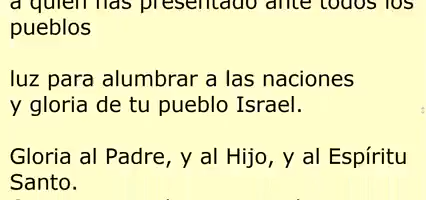 a quien has presentado ante todos los
pueblos
luz para alumbrar a las naciones
y gloria de tu pueblo Israel.
Gloria al Padre, y al Hijo, y al Espíritu
Santo.